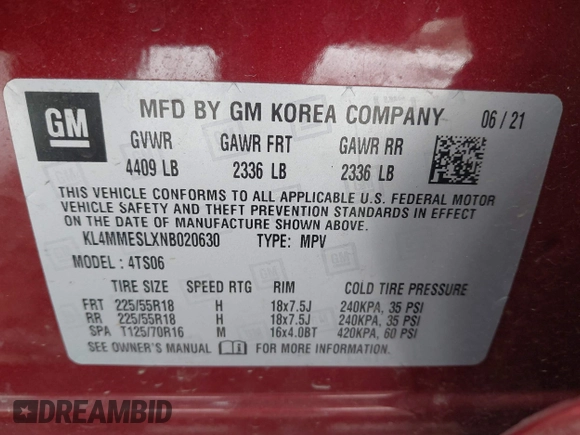 GM
MFD BY GM KOREA COMPANY 06/21
GVWR GAWR FRT GAWR RR
4409 LB 2336 LB 2336 LB
THIS VEHICLE CONFORMS TO ALL APPLICABLE U.S. FEDERAL MOTOR
VEHICLE SAFETY AND THEFT PREVENTION STANDARDS IN EFFECT
ON THE DATE OF MANUFACTURE SHOWN ABOVE.
KL4MMESLXNB020630 TYPE: MPV
MODEL: 4TS06
TIRE SIZE SPEED RTG RIM COLD TIRE PRESSURE
FRT 225/55R18 H 18x7.5J 240KPA, 35 PSI
RR 225/55R18 H 18x7.5J 240KPA, 35 PSI
SPA T125/70R16 M 16x4.0BT 420KPA, 60 PSI
SEE OWNER'S MANUAL FOR MORE INFORMATION.
DREAMBID